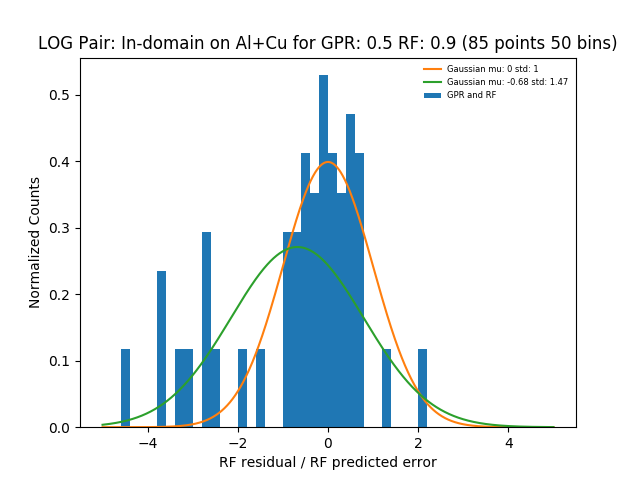 LOG Pair: In-domain on Al+Cu for GPR: 0.5 RF: 0.9 (85 points 50 bins)
Gaussian mu: 0 std: 1
Gaussian mu: -0.68 std: 1.47
GPR and RF
Normalized Counts
0.5
0.4
0.3
0.2
0.1
0.0
−4 −2 0 2 4
RF residual / RF predicted error